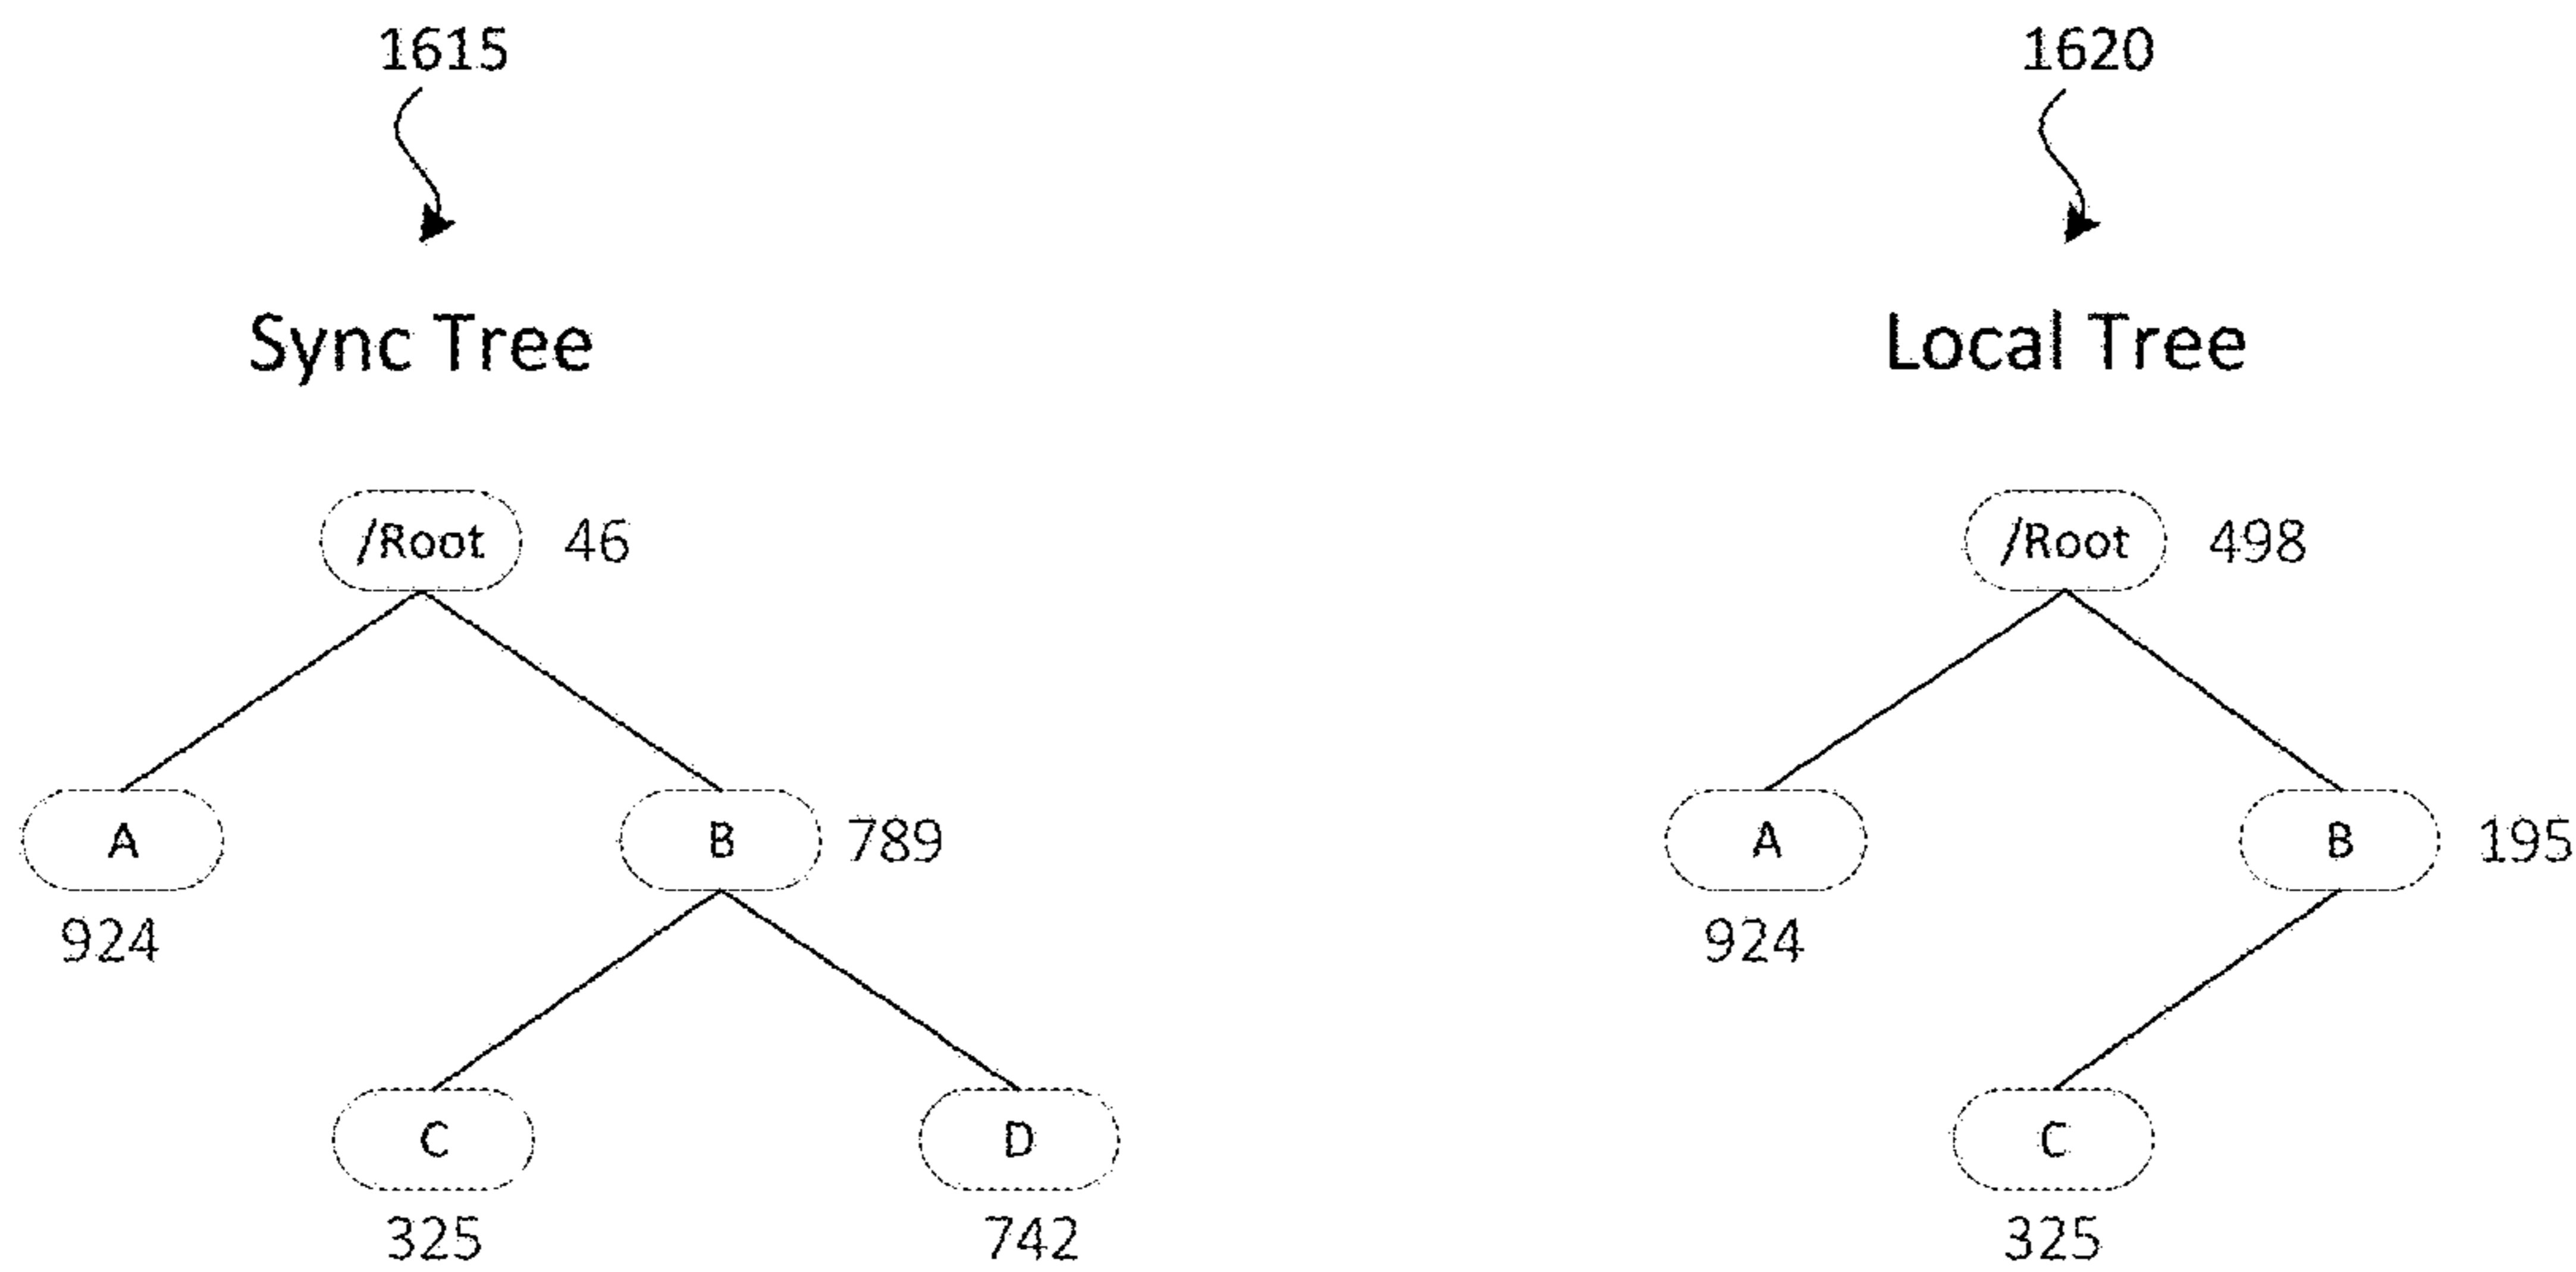 1615
1620
Sync Tree
Local Tree
/Root 46
/Root 498
A
B 789
A
B 195
924
924
C
D
C
325
742
325